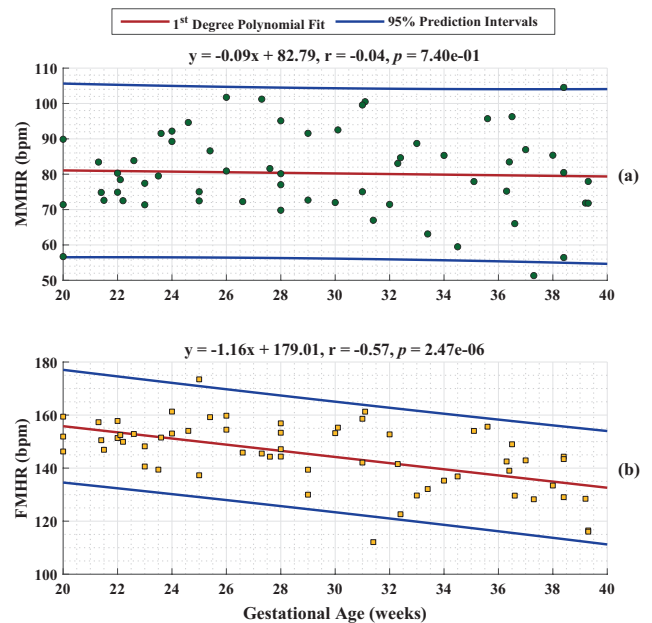 1st Degree Polynomial Fit 95% Prediction Intervals
y = -0.09x + 82.79, r = -0.04, p = 7.40e-01
110
100
90
80
70
60
50
MMHR (bpm)
(a)
20 22 24 26 28 30 32 34 36 38 40
y = -1.16x + 179.01, r = -0.57, p = 2.47e-06
180
160
140
120
100
FMHR (bpm)
(b)
20 22 24 26 28 30 32 34 36 38 40
Gestational Age (weeks)